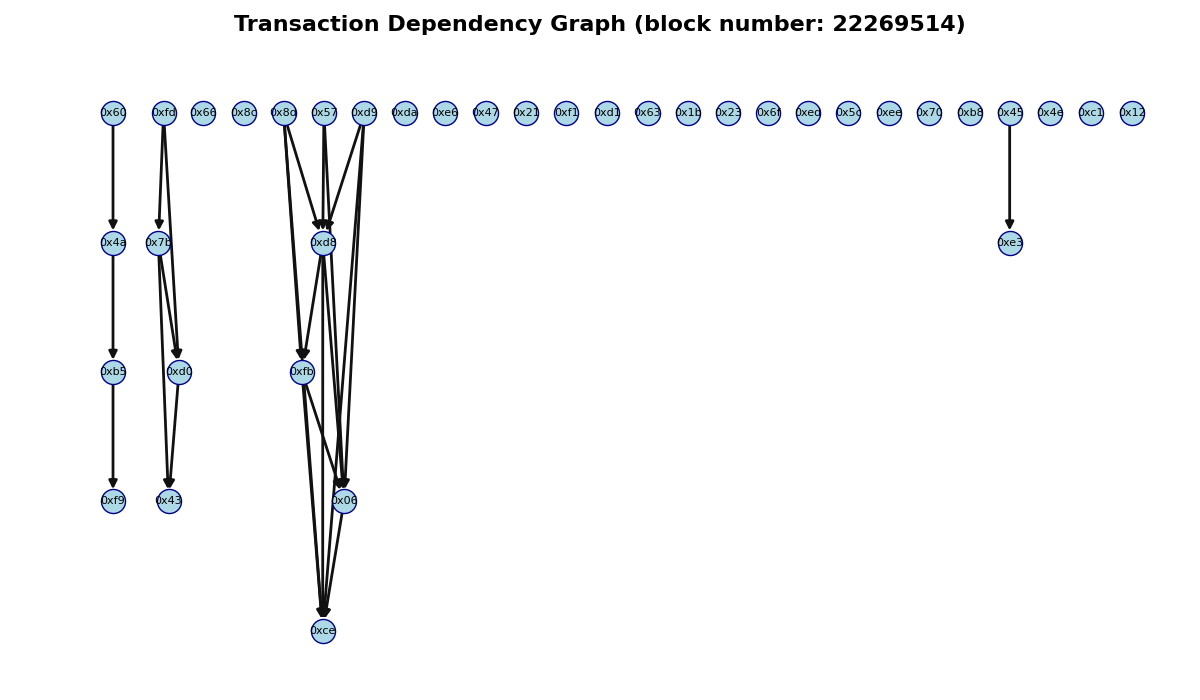 Transaction Dependency Graph (block number: 22269514)
0x60 0xfd 0x66 0x8c 0x8d 0x57 0xd9 0xda 0xe6 0x47 0x21 0xf1 0xd1 0x63 0x1b 0x23 0x6f 0xed 0x5c 0xee 0x70 0xb8 0x45 0x4e 0xc1 0x12
0x4a 0x7b 0xd8 0xe3
0xb5 0xd0 0xfb
0xf9 0x43 0x06
0xce